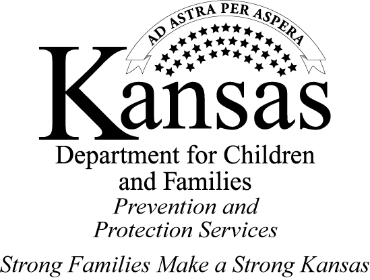 AD ASTRA PER ASPERA
Kansas
Department for Children
and Families
Prevention and
Protection Services
Strong Families Make a Strong Kansas